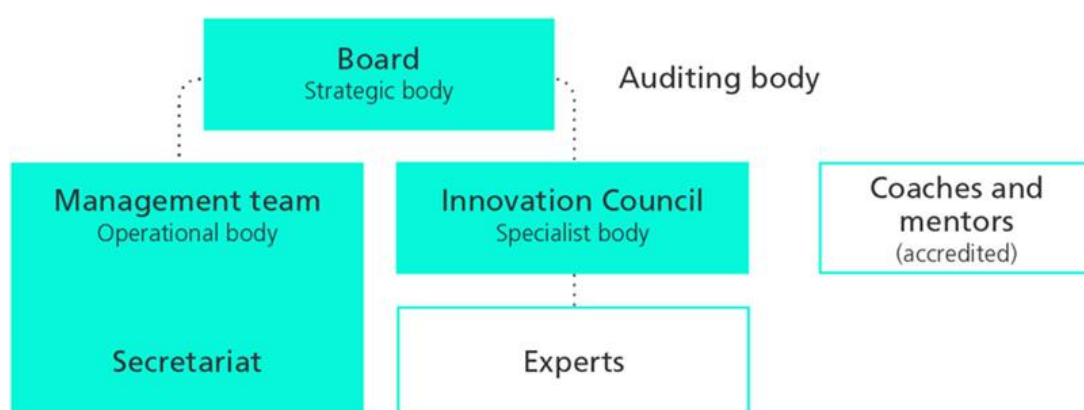 Board
Strategic body
Auditing body
Management team
Operational body
Innovation Council
Specialist body
Coaches and
mentors
(accredited)
Secretariat
Experts